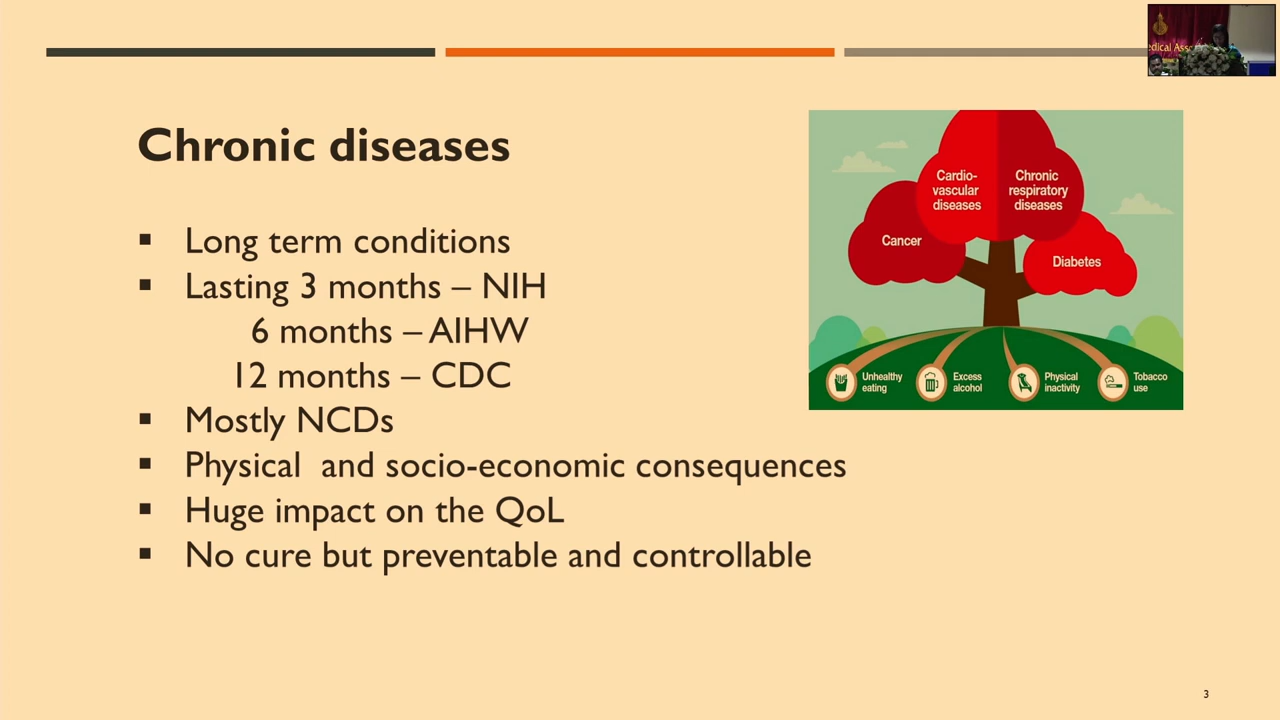 edical Ass
Chronic diseases
Long term conditions
Lasting 3 months – NIH
6 months – AIHW
12 months – CDC
Mostly NCDs
Physical and socio-economic consequences
Huge impact on the QoL
No cure but preventable and controllable
Cardio-
vascular
diseases
Chronic
respiratory
diseases
Cancer
Diabetes
Unhealthy
eating
Excess
alcohol
Physical
inactivity
Tobacco
use
3